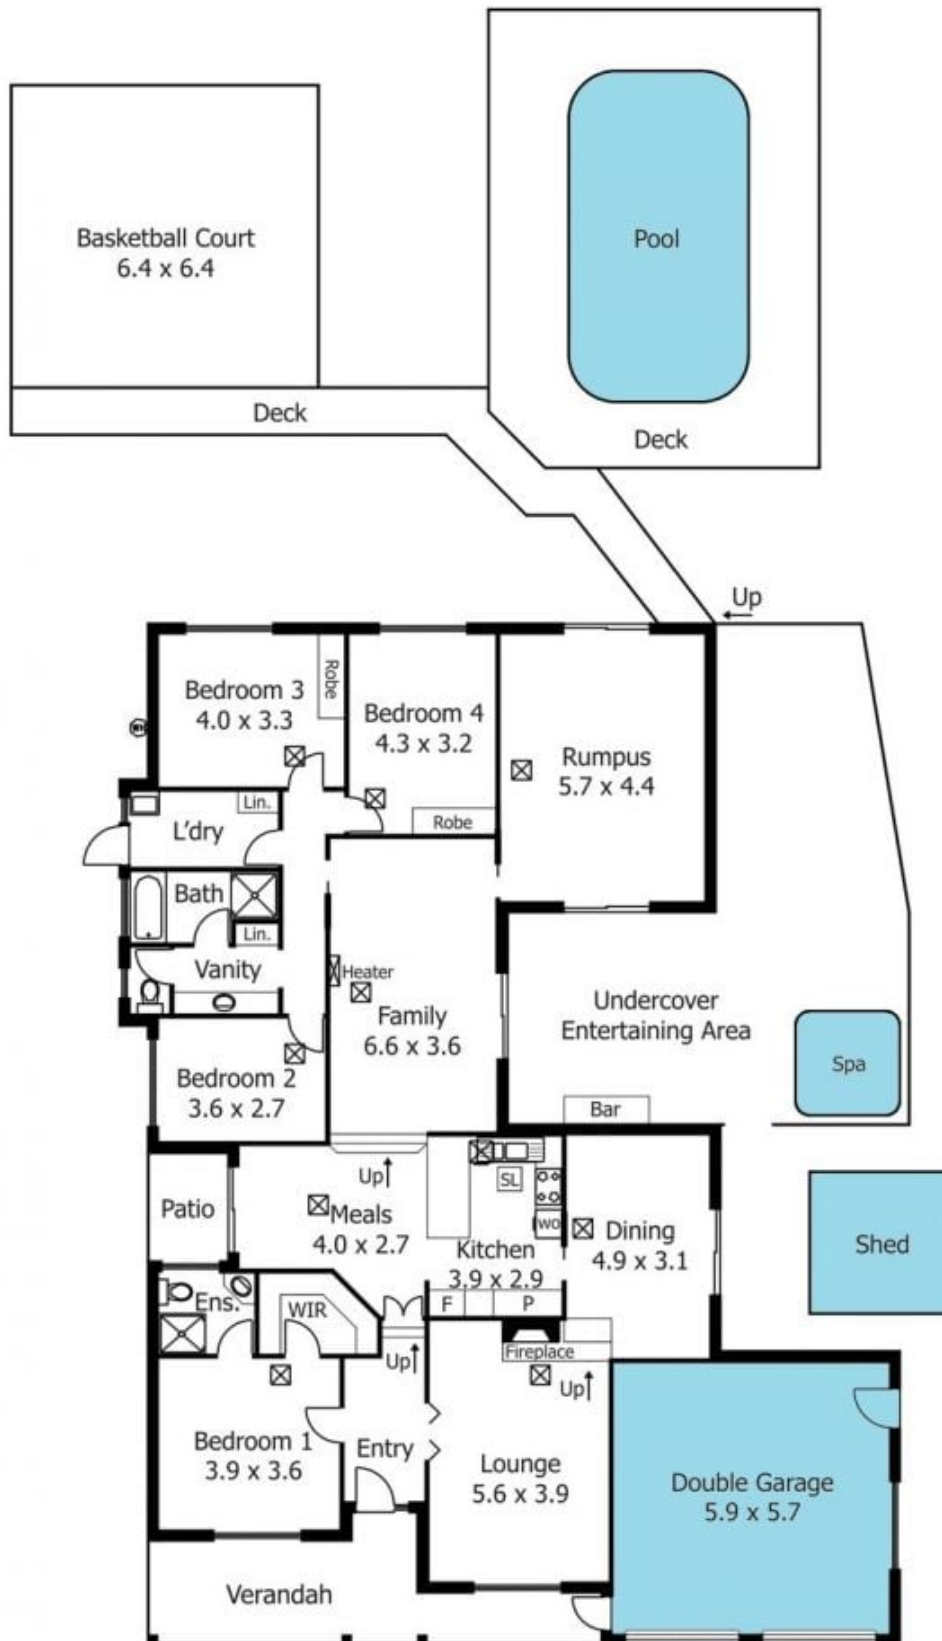 Basketball Court
6.4 x 6.4
Pool
Deck
Deck
Up
Bedroom 3
4.0 x 3.3
Robe
Bedroom 4
4.3 x 3.2
Robe
Rumpus
5.7 x 4.4
Lin.
L'dry
Bath
Lin.
Vanity
Heater
Family
6.6 x 3.6
Undercover
Entertaining Area
Spa
Bar
Bedroom 2
3.6 x 2.7
Patio
Up
Meals
4.0 x 2.7
SL
WO
Kitchen
3.9 x 2.9
F
P
Dining
4.9 x 3.1
Shed
Ens.
WIR
Up
Fireplace
Up
Bedroom 1
3.9 x 3.6
Entry
Lounge
5.6 x 3.9
Double Garage
5.9 x 5.7
Verandah